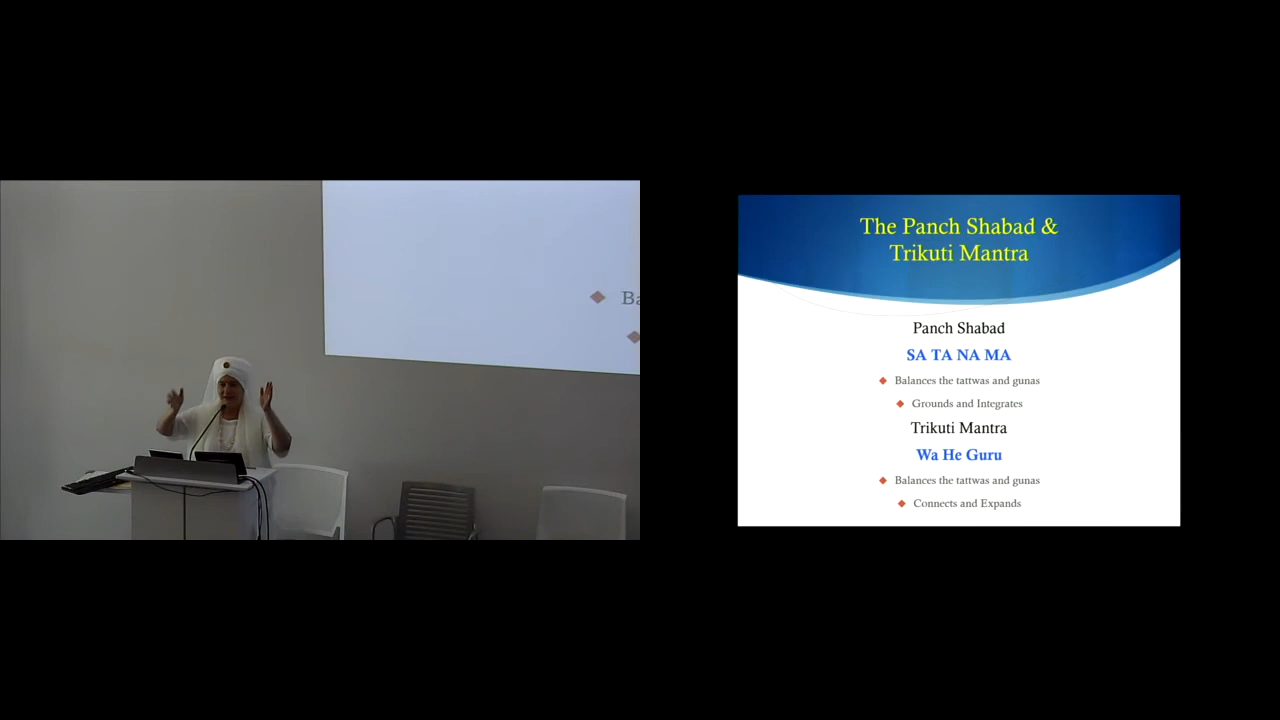 Ba
The Panch Shabad &
Trikuti Mantra
Panch Shabad
SA TA NA MA
Balances the tattwas and gunas
Grounds and Integrates
Trikuti Mantra
Wa He Guru
Balances the tattwas and gunas
Connects and Expands